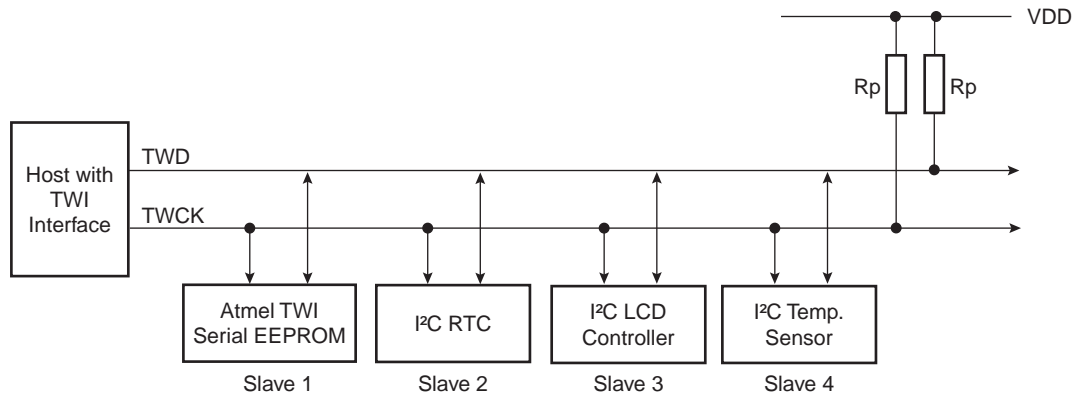 VDD
Rp
Rp
Host with
TWI
Interface
TWD
TWCK
Atmel TWI
Serial EEPROM
I²C RTC
I²C LCD
Controller
I²C Temp.
Sensor
Slave 1
Slave 2
Slave 3
Slave 4